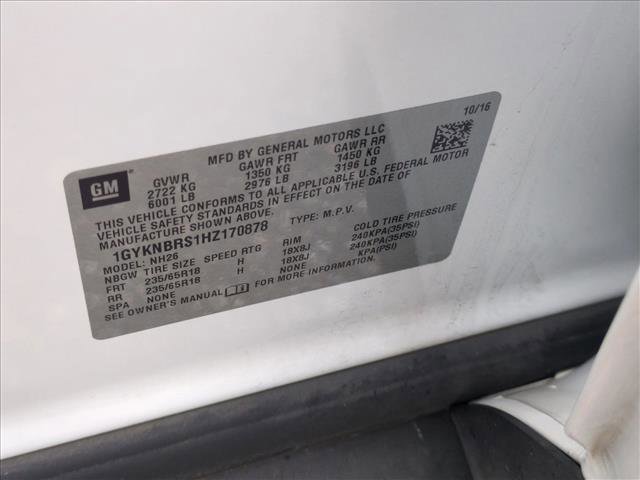 10/16
MFD BY GENERAL MOTORS LLC
GM
GVWR GAWR FRT GAWR RR
2722 KG 1350 KG 1450 KG
6001 LB 2976 LB 3196 LB
THIS VEHICLE CONFORMS TO ALL APPLICABLE U.S. FEDERAL MOTOR
VEHICLE SAFETY STANDARDS IN EFFECT ON THE DATE OF
MANUFACTURE SHOWN ABOVE.
1GYKNBRS1HZ170878 TYPE: M.P.V.
MODEL: NH26
NBGW TIRE SIZE SPEED RTG RIM COLD TIRE PRESSURE
FRT 235/65R18 H 18X8J 240KPA(35PSI)
RR 235/65R18 H 18X8J 240KPA(35PSI)
SPA NONE NONE KPA(PSI)
SEE OWNER'S MANUAL FOR MORE INFORMATION.